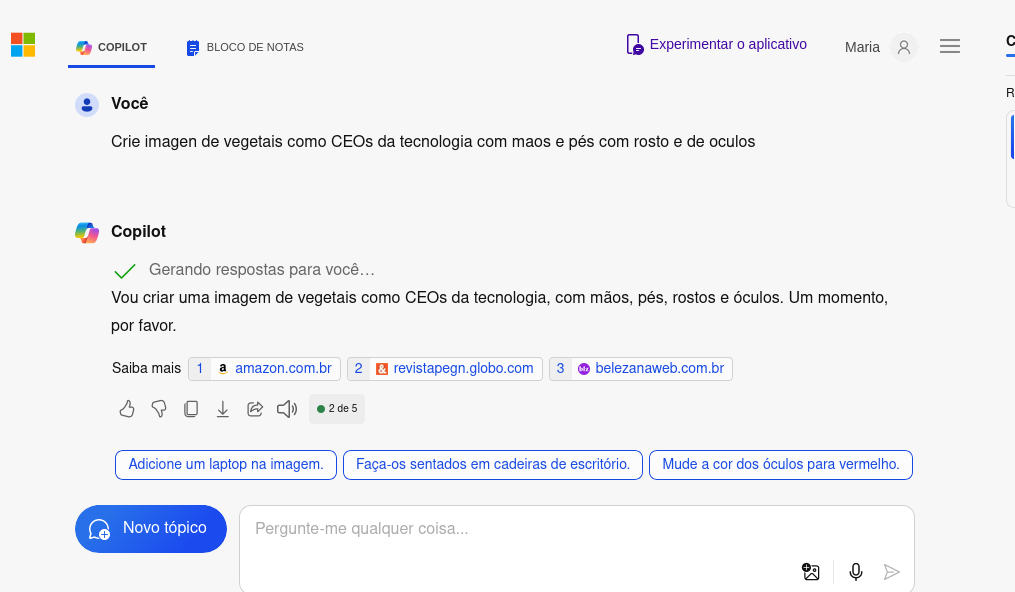 COPILOT
BLOCO DE NOTAS
Experimentar o aplicativo
Maria
C
R
Você
Crie imagen de vegetais como CEOs da tecnologia com maos e pés com rosto e de oculos
Copilot
Gerando respostas para você…
Vou criar uma imagem de vegetais como CEOs da tecnologia, com mãos, pés, rostos e óculos. Um momento,
por favor.
Saiba mais 1 a amazon.com.br 2 & revistapegn.globo.com 3 blz belezanaweb.com.br
2 de 5
Adicione um laptop na imagem. Faça-os sentados em cadeiras de escritório. Mude a cor dos óculos para vermelho.
Novo tópico
Pergunte-me qualquer coisa...